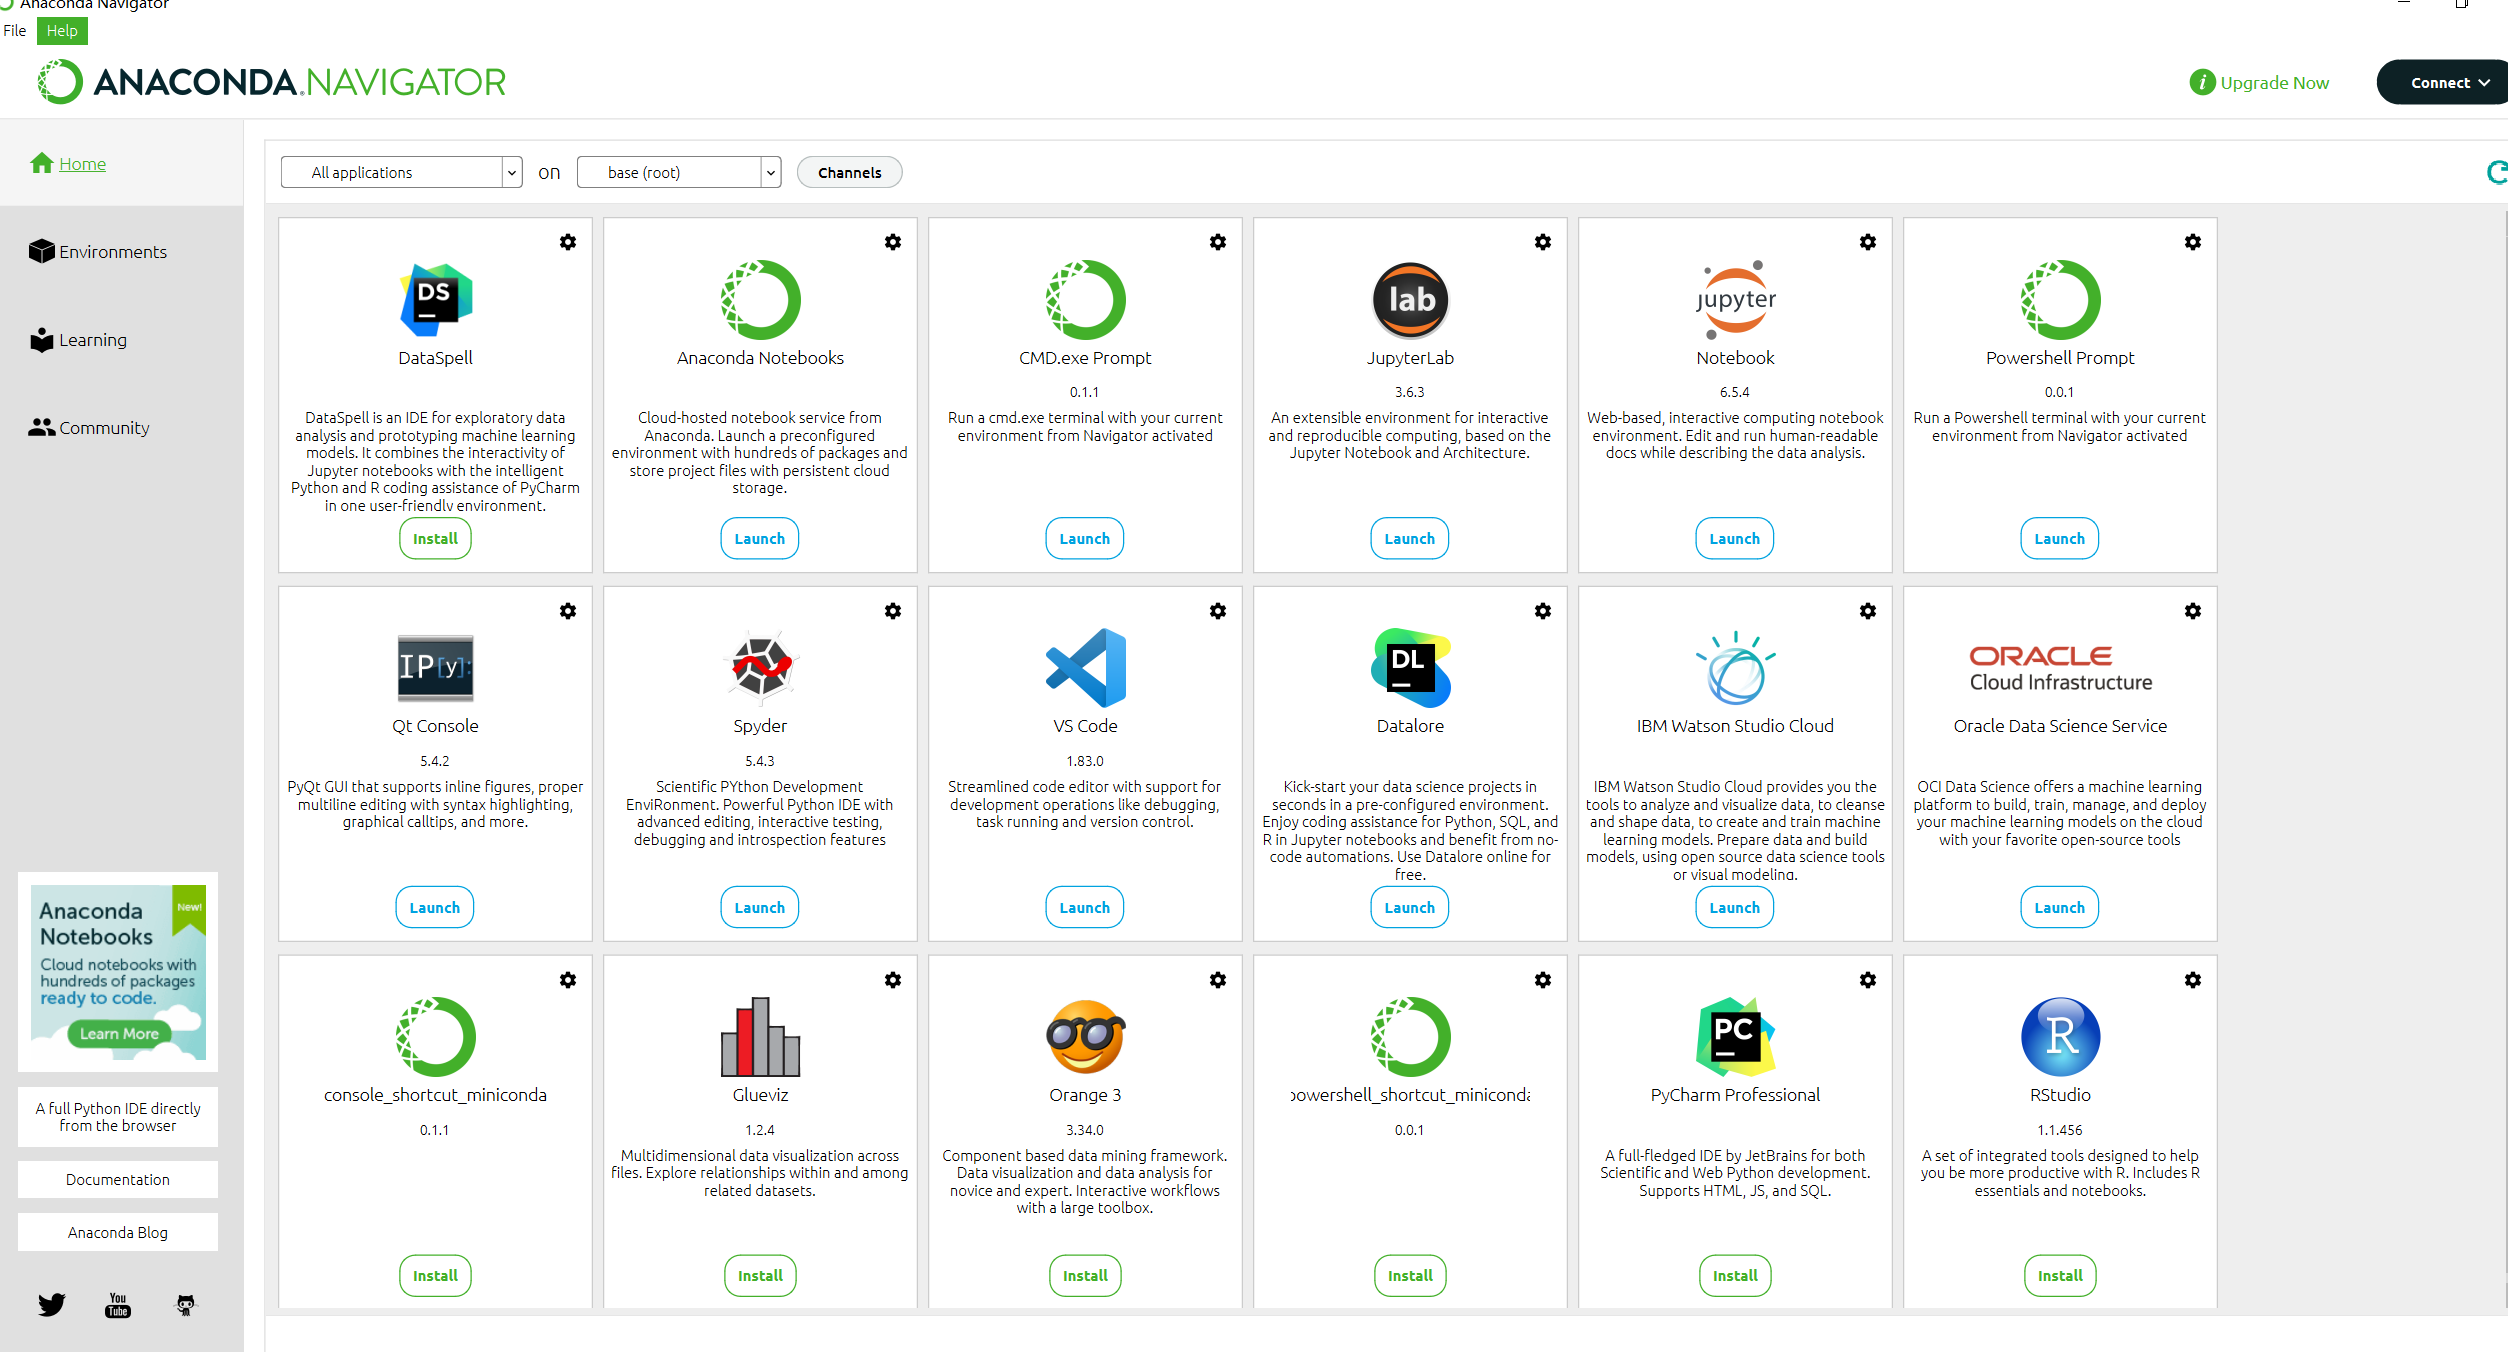 Anaconda Navigator
File Help
ANACONDA.NAVIGATOR
i Upgrade Now
Connect
Home
Environments
Learning
Community
All applications on base (root) Channels
DS
DataSpell
DataSpell is an IDE for exploratory data
analysis and prototyping machine learning
models. It combines the interactivity of
Jupyter notebooks with the intelligent
Python and R coding assistance of PyCharm
in one user-friendly environment.
Install
Anaconda Notebooks
Cloud-hosted notebook service from
Anaconda. Launch a preconfigured
environment with hundreds of packages and
store project files with persistent cloud
storage.
Launch
CMD.exe Prompt
0.1.1
Run a cmd.exe terminal with your current
environment from Navigator activated
Launch
lab
JupyterLab
3.6.3
An extensible environment for interactive
and reproducible computing, based on the
Jupyter Notebook and Architecture.
Launch
jupyter
Notebook
6.5.4
Web-based, interactive computing notebook
environment. Edit and run human-readable
docs while describing the data analysis.
Launch
Powershell Prompt
0.0.1
Run a Powershell terminal with your current
environment from Navigator activated
Launch
IP[y]:
Qt Console
5.4.2
PyQt GUI that supports inline figures, proper
multiline editing with syntax highlighting,
graphical calltips, and more.
Launch
Spyder
5.4.3
Scientific PYthon Development
EnviRonment. Powerful Python IDE with
advanced editing, interactive testing,
debugging and introspection features
Launch
VS Code
1.83.0
Streamlined code editor with support for
development operations like debugging,
task running and version control.
Launch
DL
Datalore
Kick-start your data science projects in
seconds in a pre-configured environment.
Enjoy coding assistance for Python, SQL, and
R in Jupyter notebooks and benefit from no-
code automations. Use Datalore online for
free.
Launch
IBM Watson Studio Cloud
IBM Watson Studio Cloud provides you the
tools to analyze and visualize data, to cleanse
and shape data, to create and train machine
learning models. Prepare data and build
models, using open source data science tools
or visual modeling.
Launch
ORACLE
Cloud Infrastructure
Oracle Data Science Service
OCI Data Science offers a machine learning
platform to build, train, manage, and deploy
your machine learning models on the cloud
with your favorite open-source tools
Launch
console_shortcut_miniconda
0.1.1
Install
Glueviz
1.2.4
Multidimensional data visualization across
files. Explore relationships within and among
related datasets.
Install
Orange 3
3.34.0
Component based data mining framework.
Data visualization and data analysis for
novice and expert. Interactive workflows
with a large toolbox.
Install
powershell_shortcut_miniconda
0.0.1
Install
PC
PyCharm Professional
A full-fledged IDE by JetBrains for both
Scientific and Web Python development.
Supports HTML, JS, and SQL.
Install
R
RStudio
1.1.456
A set of integrated tools designed to help
you be more productive with R. Includes R
essentials and notebooks.
Install
Anaconda
Notebooks
New!
Cloud notebooks with
hundreds of packages
ready to code.
Learn More
A full Python IDE directly
from the browser
Documentation
Anaconda Blog
You
Tube